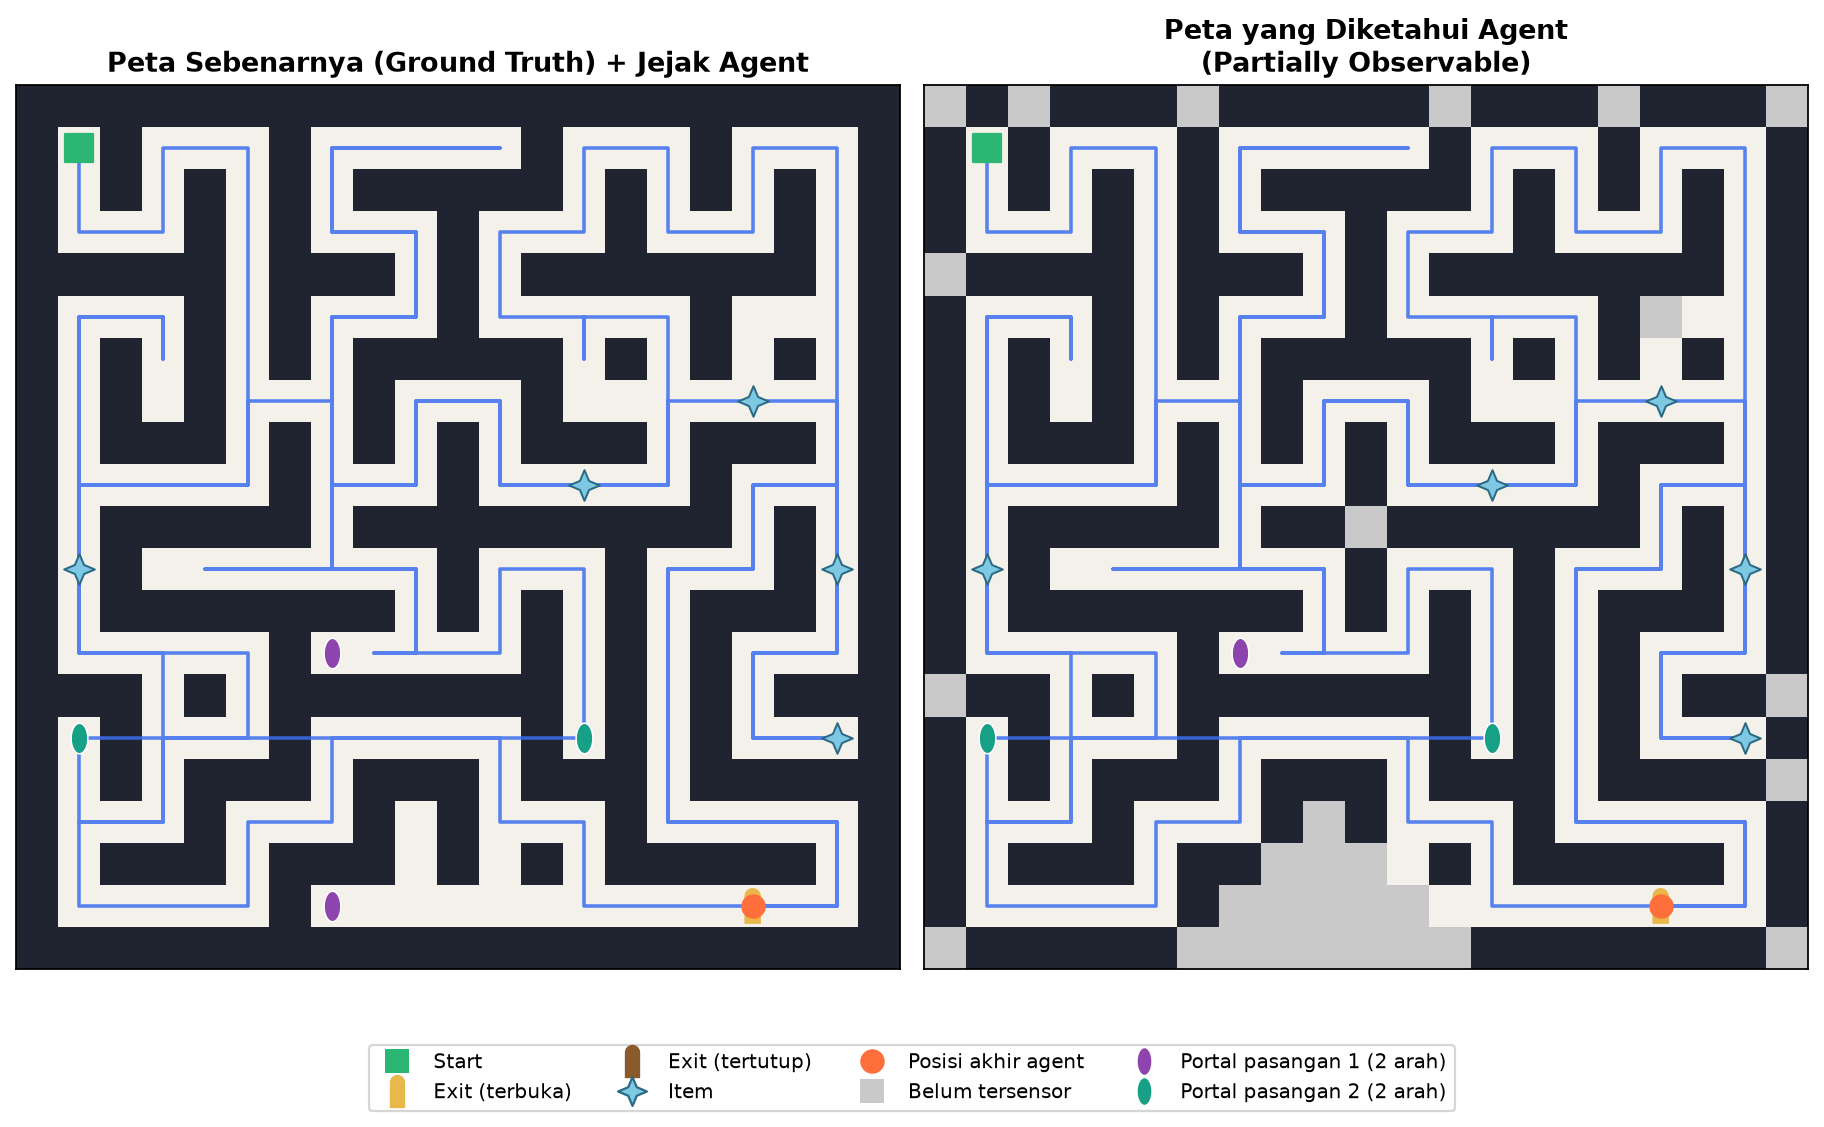 Peta Sebenarnya (Ground Truth) + Jejak Agent
Peta yang Diketahui Agent
(Partially Observable)
Start
Exit (terbuka)
Exit (tertutup)
Item
Posisi akhir agent
Belum tersensor
Portal pasangan 1 (2 arah)
Portal pasangan 2 (2 arah)